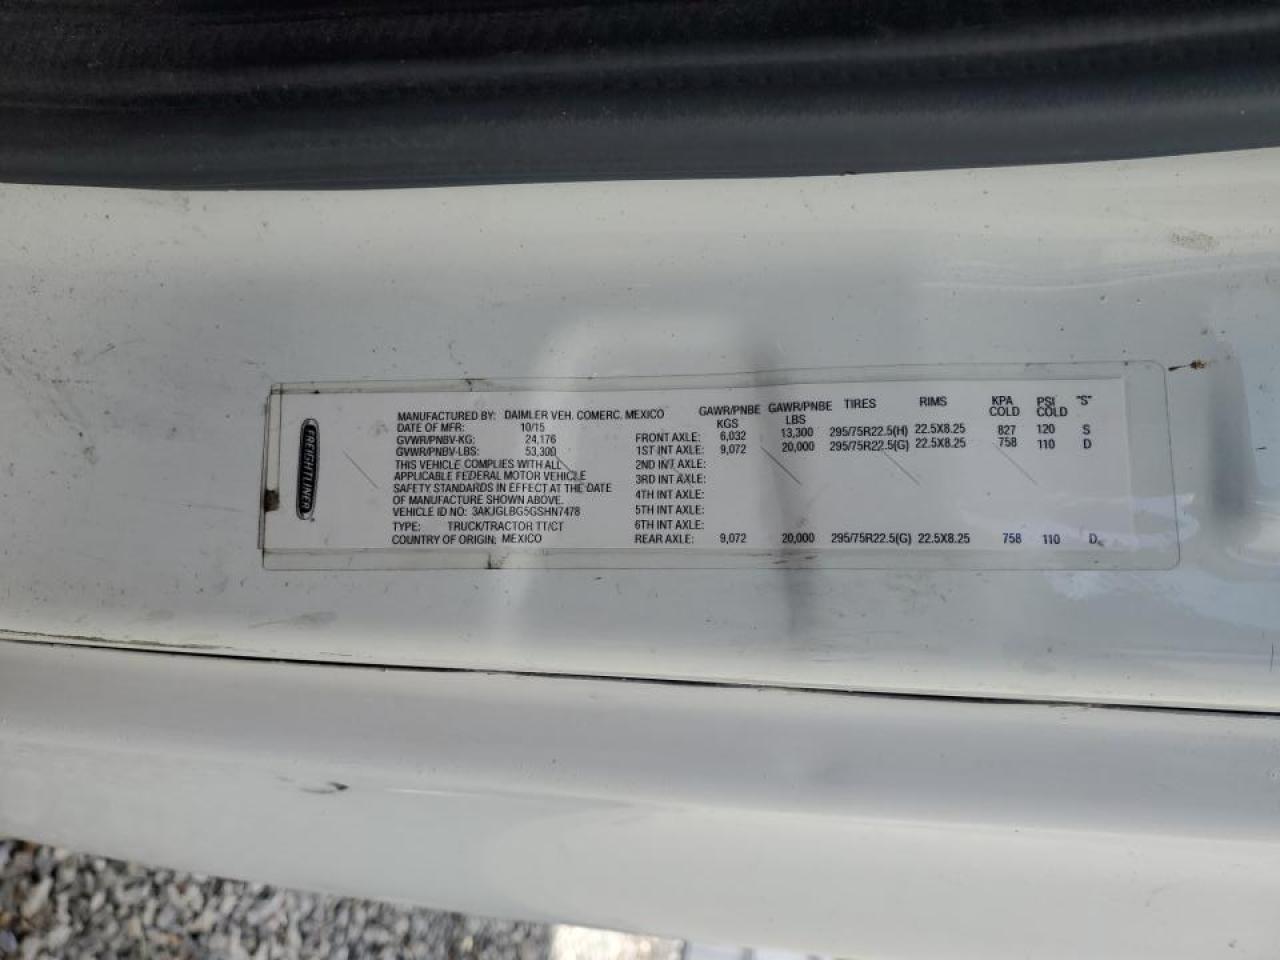 FREIGHTLINER
MANUFACTURED BY: DAIMLER VEH. COMERC. MEXICO
DATE OF MFR: 10/15
GVWR/PNBV-KG: 24,176
GVWR/PNBV-LBS: 53,300
THIS VEHICLE COMPLIES WITH ALL
APPLICABLE FEDERAL MOTOR VEHICLE
SAFETY STANDARDS IN EFFECT AT THE DATE
OF MANUFACTURE SHOWN ABOVE.
VEHICLE ID NO: 3AKJGLBG5GSHN7478
TYPE: TRUCK/TRACTOR TT/CT
COUNTRY OF ORIGIN: MEXICO
GAWR/PNBE GAWR/PNBE TIRES RIMS KPA PSI "S"
KGS LBS COLD COLD
FRONT AXLE: 6,032 13,300 295/75R22.5(H) 22.5X8.25 827 120 S
1ST INT AXLE: 9,072 20,000 295/75R22.5(G) 22.5X8.25 758 110 D
2ND INT AXLE:
3RD INT AXLE:
4TH INT AXLE:
5TH INT AXLE:
6TH INT AXLE:
REAR AXLE: 9,072 20,000 295/75R22.5(G) 22.5X8.25 758 110 D